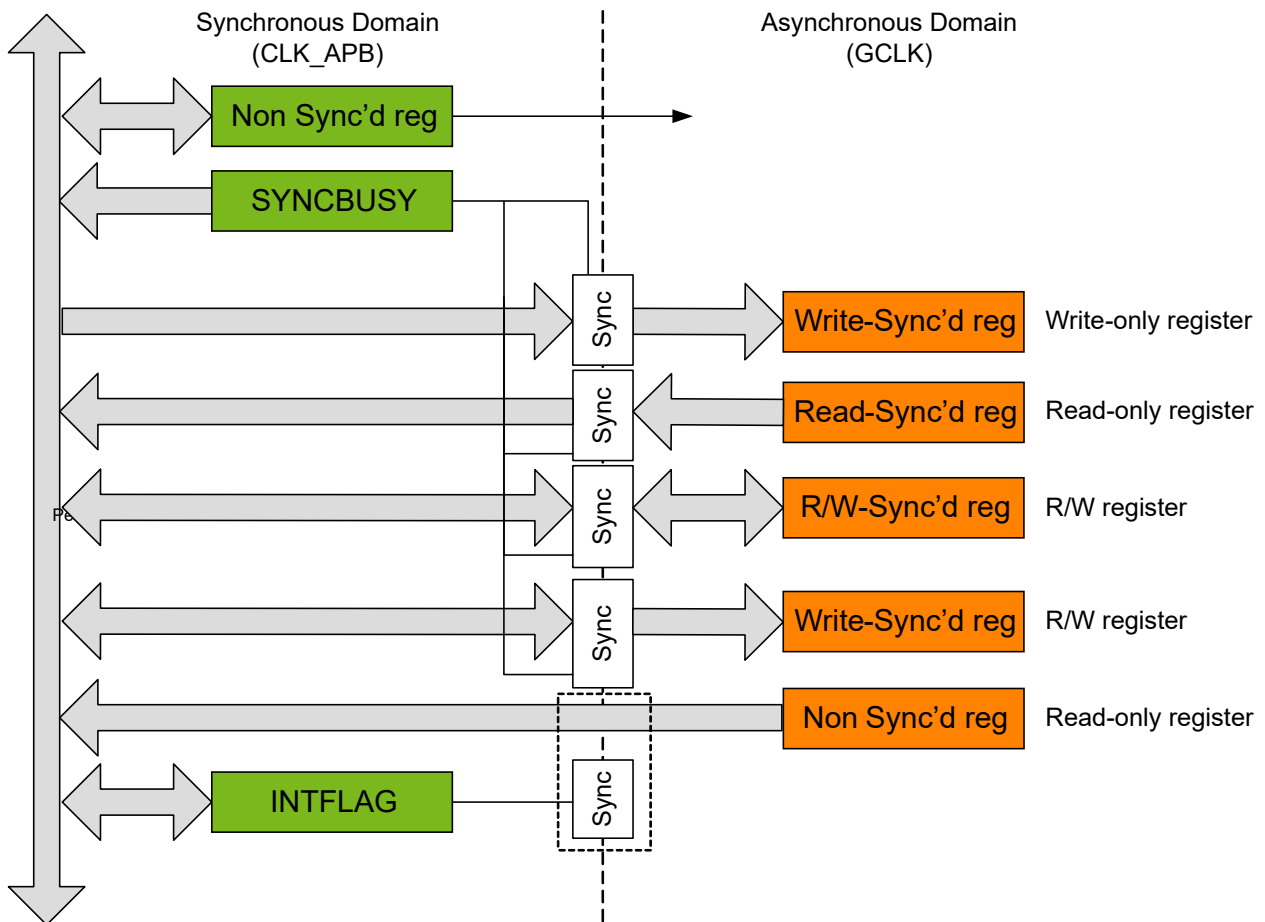 Synchronous Domain
(CLK_APB)
Asynchronous Domain
(GCLK)
Non Sync’d reg
SYNCBUSY
Sync
Write-Sync’d reg
Write-only register
Sync
Read-Sync’d reg
Read-only register
Sync
R/W-Sync’d reg
R/W register
Sync
Write-Sync’d reg
R/W register
Non Sync’d reg
Read-only register
INTFLAG
Sync